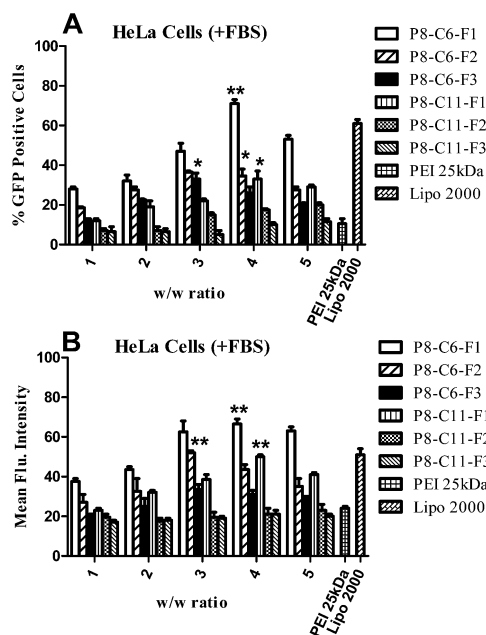 A
HeLa Cells (+FBS)
% GFP Positive Cells
100
80
60
40
20
0
**
*
*
*
1
2
3
4
5
PEI 25kDa
Lipo 2000
w/w ratio
P8-C6-F1
P8-C6-F2
P8-C6-F3
P8-C11-F1
P8-C11-F2
P8-C11-F3
PEI 25kDa
Lipo 2000
B
HeLa Cells (+FBS)
Mean Flu. Intensity
100
80
60
40
20
0
**
**
**
1
2
3
4
5
PEI 25kDa
Lipo 2000
w/w ratio
P8-C6-F1
P8-C6-F2
P8-C6-F3
P8-C11-F1
P8-C11-F2
P8-C11-F3
PEI 25kDa
Lipo 2000